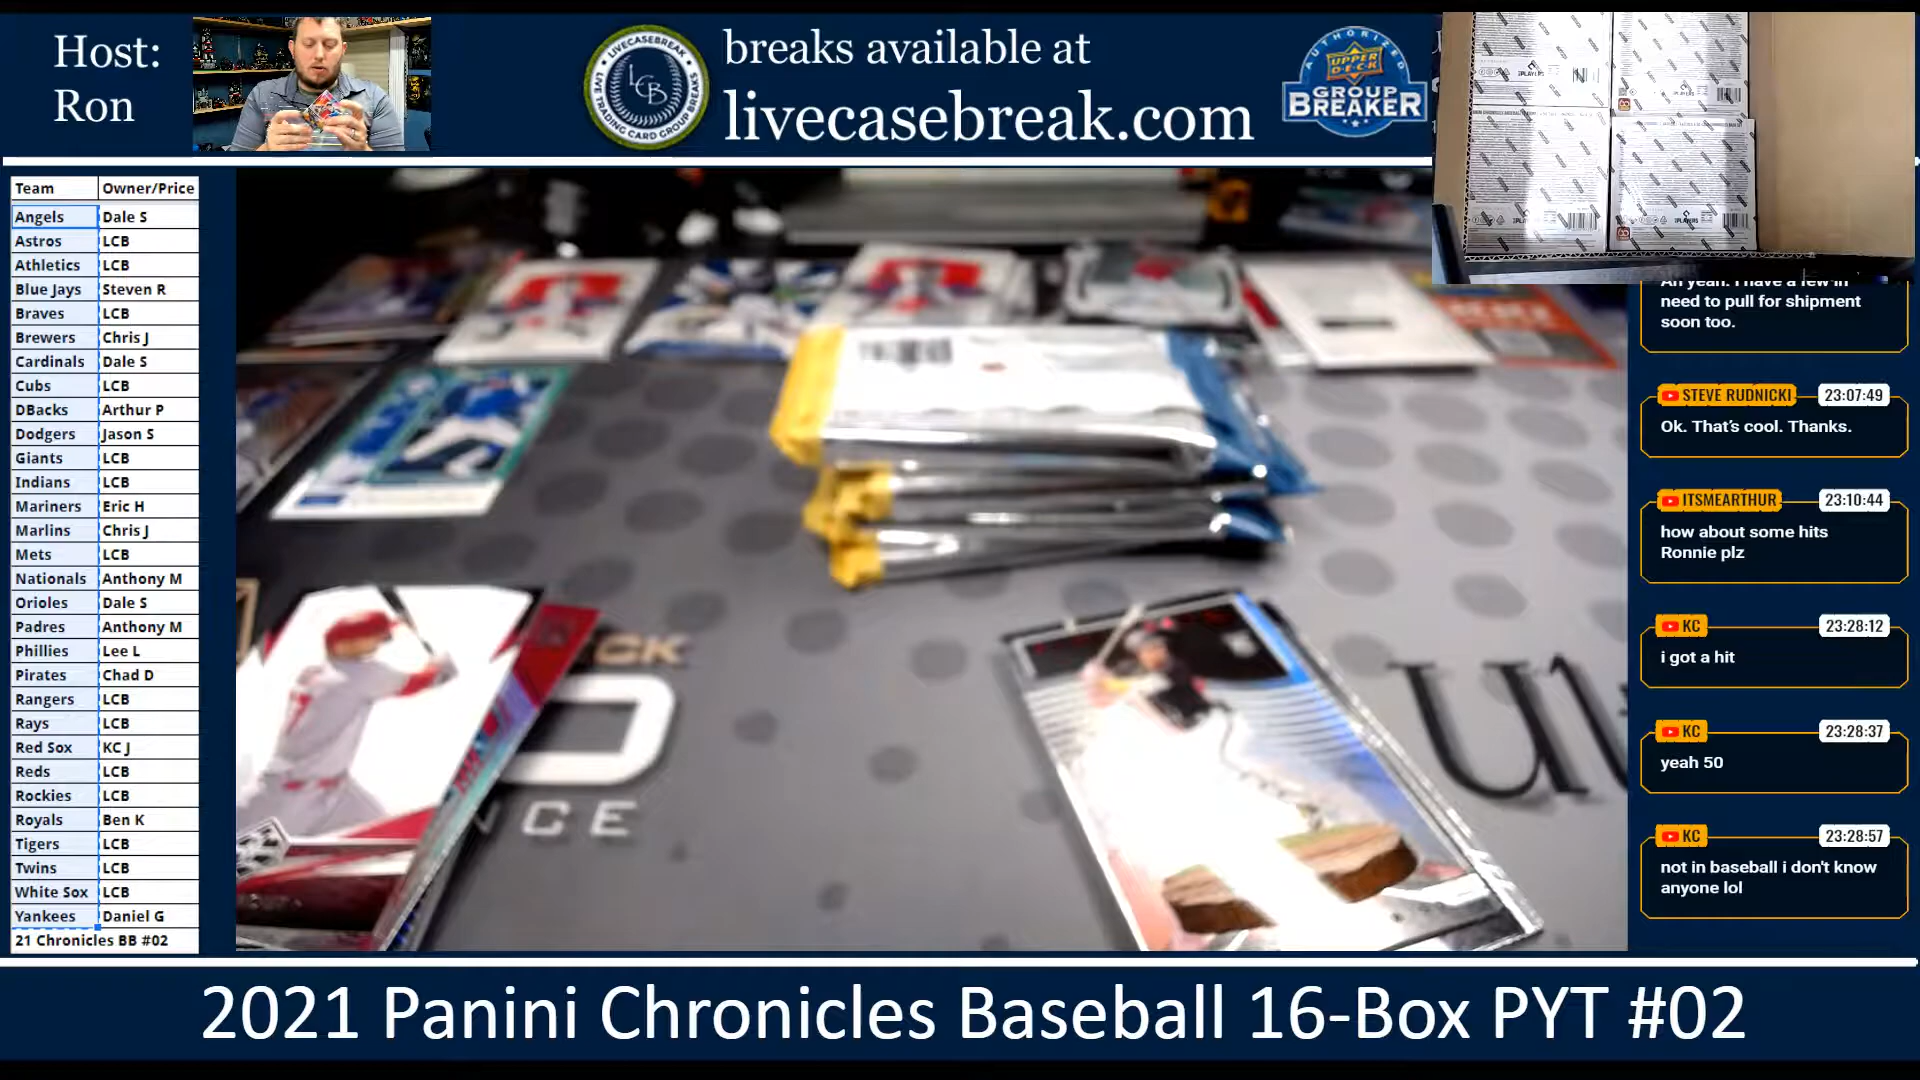 Host:
Ron
LIVECASEBREAK
LCB
LIVE TRADING CARD GROUP BREAKS
breaks available at
livecasebreak.com
AUTHORIZED
UPPER DECK
GROUP
BREAKER
Team Owner/Price
Angels Dale S
Astros LCB
Athletics LCB
Blue Jays Steven R
Braves LCB
Brewers Chris J
Cardinals Dale S
Cubs LCB
DBacks Arthur P
Dodgers Jason S
Giants LCB
Indians LCB
Mariners Eric H
Marlins Chris J
Mets LCB
Nationals Anthony M
Orioles Dale S
Padres Anthony M
Phillies Lee L
Pirates Chad D
Rangers LCB
Rays LCB
Red Sox KC J
Reds LCB
Rockies LCB
Royals Ben K
Tigers LCB
Twins LCB
White Sox LCB
Yankees Daniel G
21 Chronicles BB #02
need to pull for shipment
soon too.
STEVE RUDNICKI 23:07:49
Ok. That's cool. Thanks.
ITSMEARTHUR 23:10:44
how about some hits
Ronnie plz
KC 23:28:12
i got a hit
KC 23:28:37
yeah 50
KC 23:28:57
not in baseball i don't know
anyone lol
2021 Panini Chronicles Baseball 16-Box PYT #02